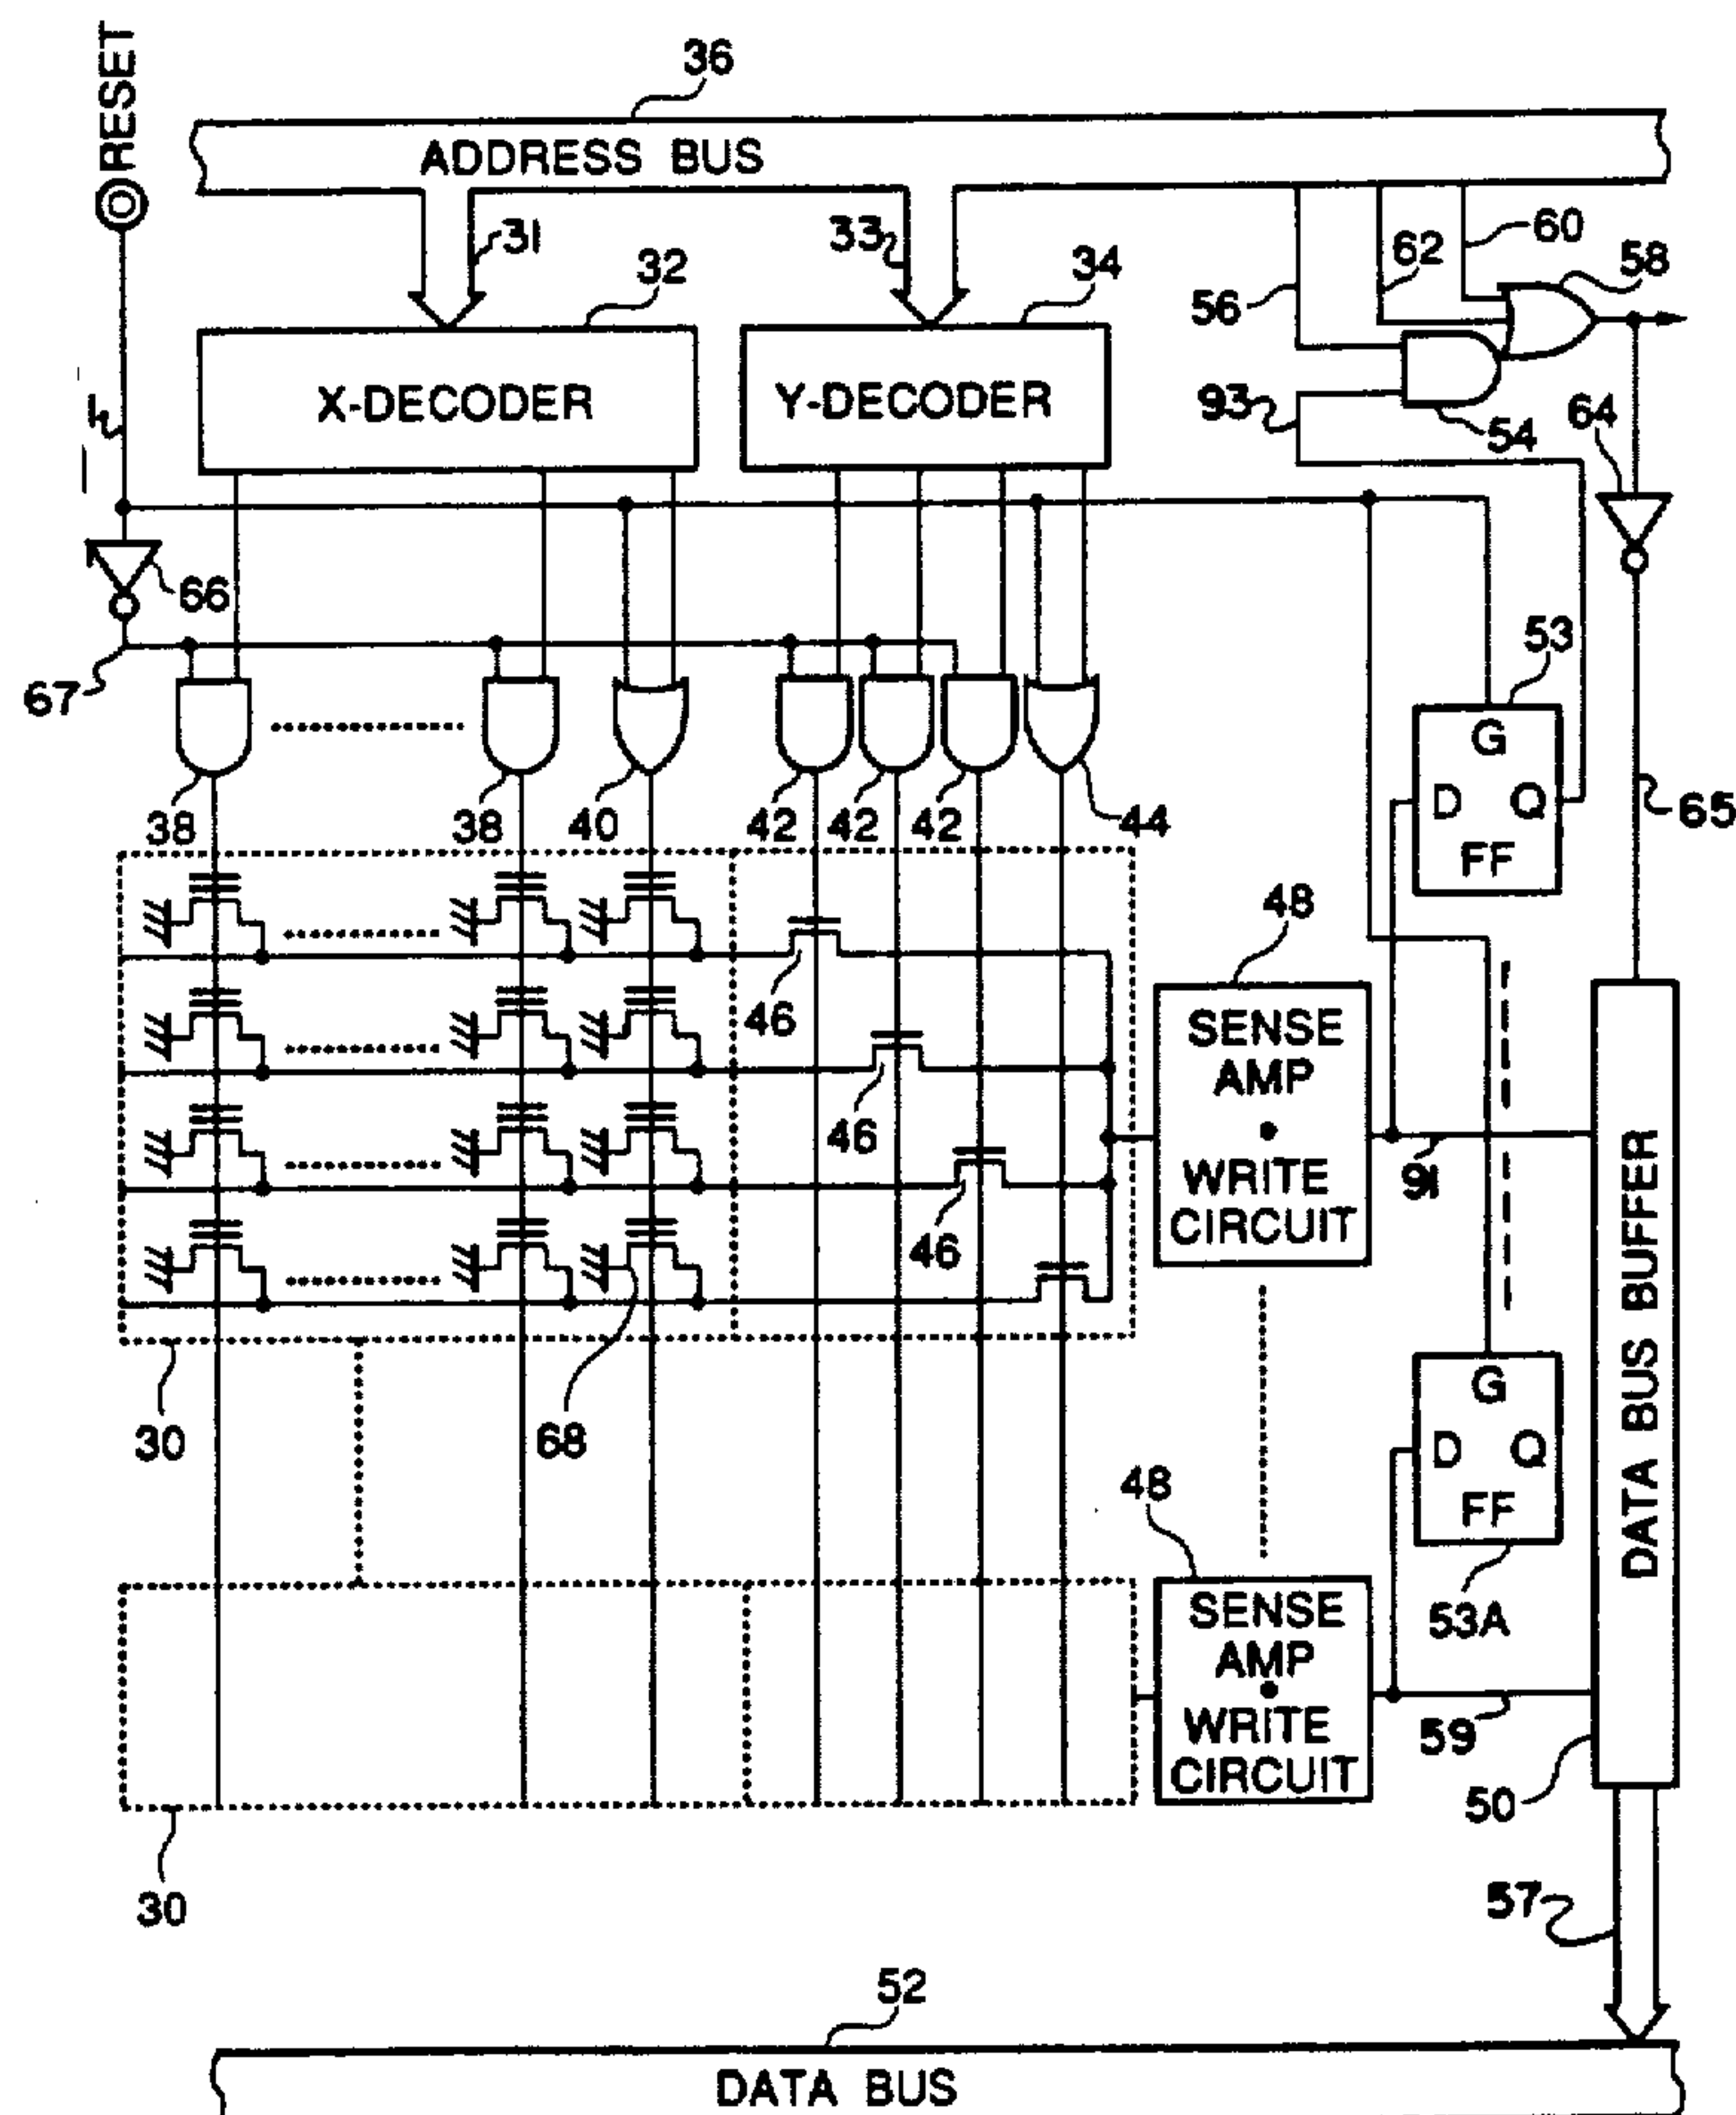 RESET
36
ADDRESS BUS
31
33
60
62
58
32
34
56
X-DECODER
Y-DECODER
93
54
64
66
67
53
G
D Q
FF
38
38
40
42
42
42
44
65
48
46
SENSE
AMP
WRITE
CIRCUIT
46
91
46
DATA BUS BUFFER
30
68
G
D Q
FF
48
53A
SENSE
AMP
WRITE
CIRCUIT
59
50
30
57
52
DATA BUS